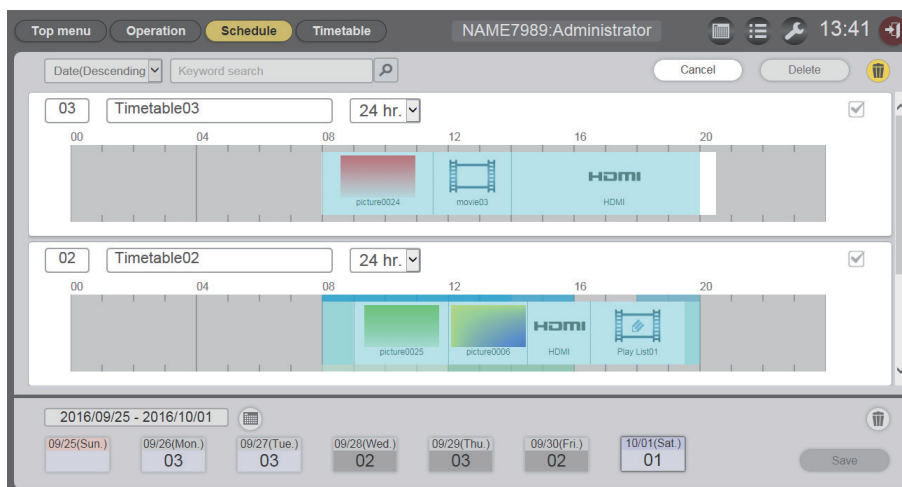 Top menu Operation Schedule Timetable NAME7989:Administrator 13:41
Date(Descending Keyword search Cancel Delete
03 Timetable03 24 hr.
00 04 08 12 16 20
HDMI
picture0024 movie03 HDMI
02 Timetable02 24 hr.
00 04 08 12 16 20
HDMI
picture0025 picture0006 HDMI Play List01
2016/09/25 - 2016/10/01
09/25(Sun.) 09/26(Mon.) 09/27(Tue.) 09/28(Wed.) 09/29(Thu.) 09/30(Fri.) 10/01(Sat.)
03 03 02 03 02 01 Save